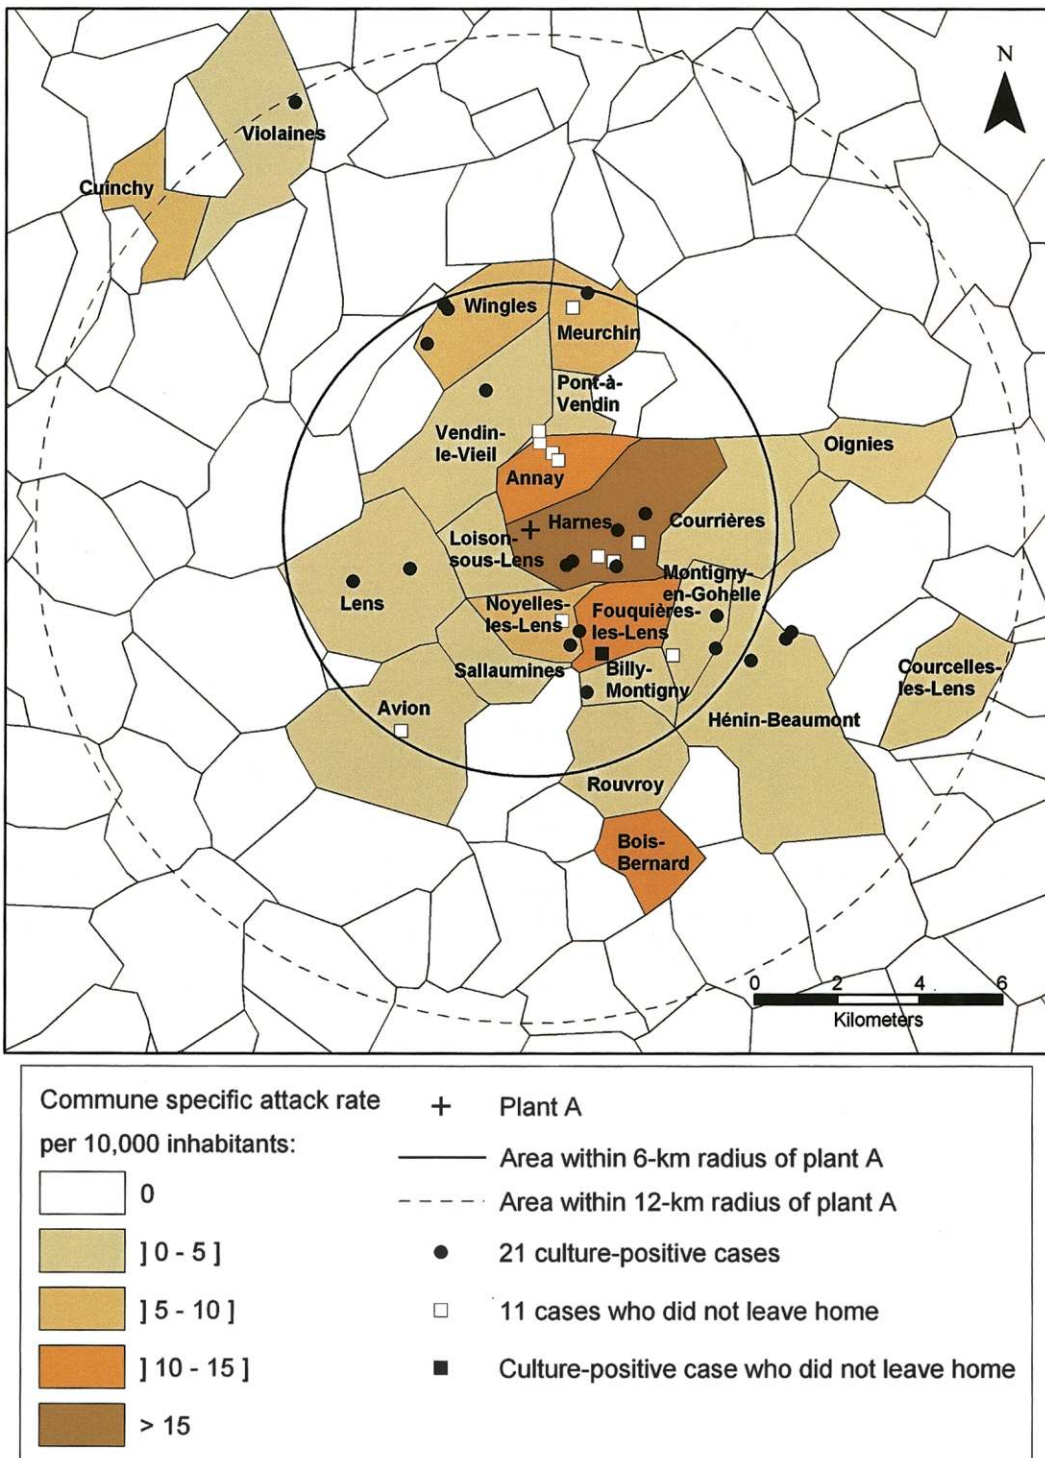 N
Violaines
Cuinchy
Wingles
Meurchin
Pont-à-
Vendin
Vendin-
le-Vieil
Oignies
Annay
Harnes
Courrières
Loison-
sous-Lens
Montigny-
en-Gohelle
Lens
Noyelles-
les-Lens
Fouquières-
les-Lens
Sallaumines
Billy-
Montigny
Courcelles-
les-Lens
Avion
Hénin-Beaumont
Rouvroy
Bois-
Bernard
0 2 4 6
Kilometers
Commune specific attack rate
per 10,000 inhabitants:
0
] 0 - 5 ]
] 5 - 10 ]
] 10 - 15 ]
> 15
Plant A
Area within 6-km radius of plant A
Area within 12-km radius of plant A
21 culture-positive cases
11 cases who did not leave home
Culture-positive case who did not leave home